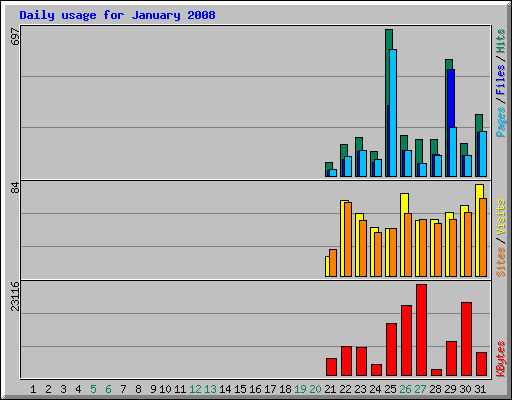 Daily usage for January 2008
697
84
23116
Pages / Files / Hits
Sites / Visits
KBytes
1 2 3 4 5 6 7 8 9 10 11 12 13 14 15 16 17 18 19 20 21 22 23 24 25 26 27 28 29 30 31